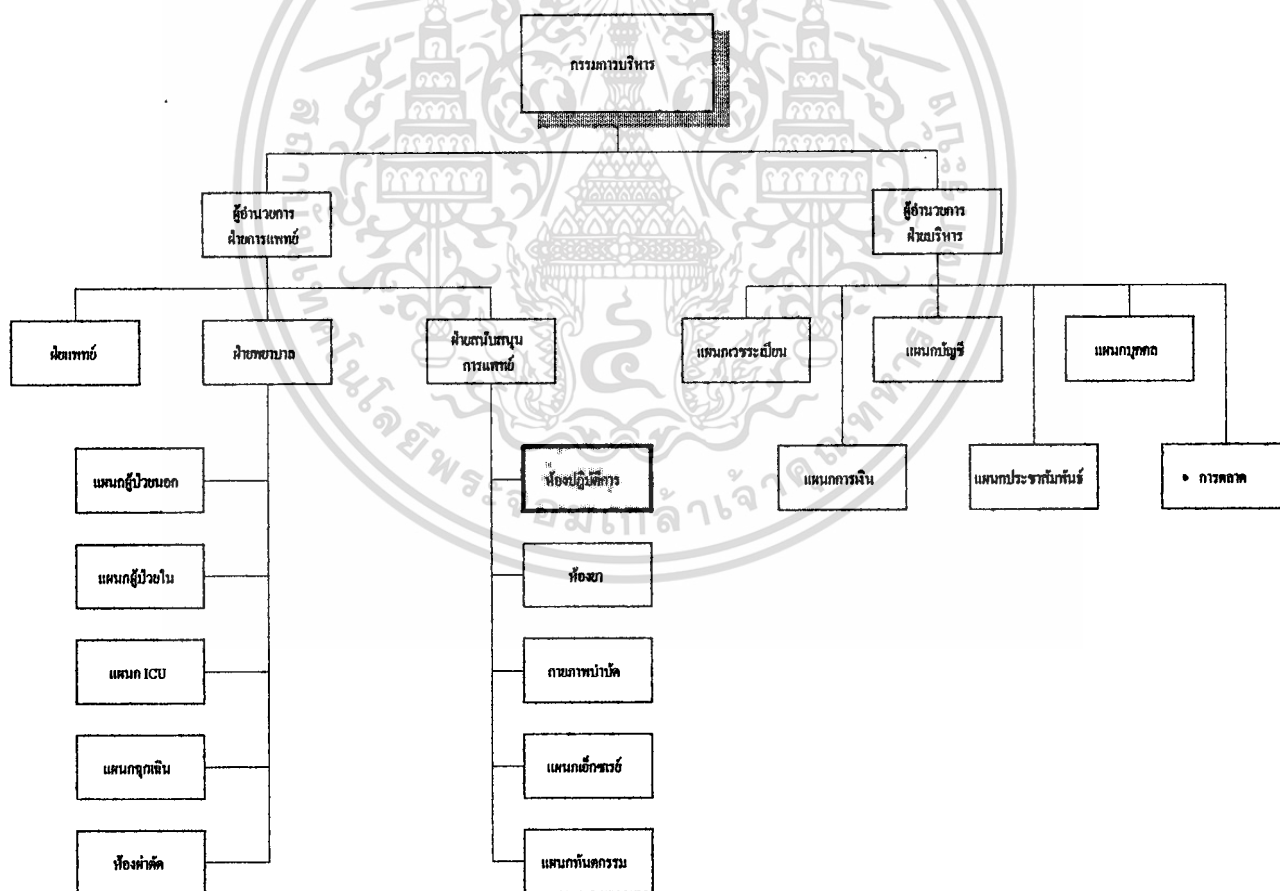 กรรมการบริหาร
ผู้อำนวยการ
ฝ่ายการแพทย์
ผู้อำนวยการ
ฝ่ายบริหาร
ฝ่ายแพทย์
ฝ่ายพยาบาล
ฝ่ายสนับสนุน
การแพทย์
แผนกเวชระเบียน
แผนกบัญชี
แผนกบุคคล
แผนกการเงิน
แผนกประชาสัมพันธ์
• การตลาด
แผนกผู้ป่วยนอก
แผนกผู้ป่วยใน
แผนก ICU
แผนกฉุกเฉิน
ห้องผ่าตัด
ห้องปฏิบัติการ
ห้องยา
กายภาพบำบัด
แผนกเอ็กซเรย์
แผนกทันตกรรม